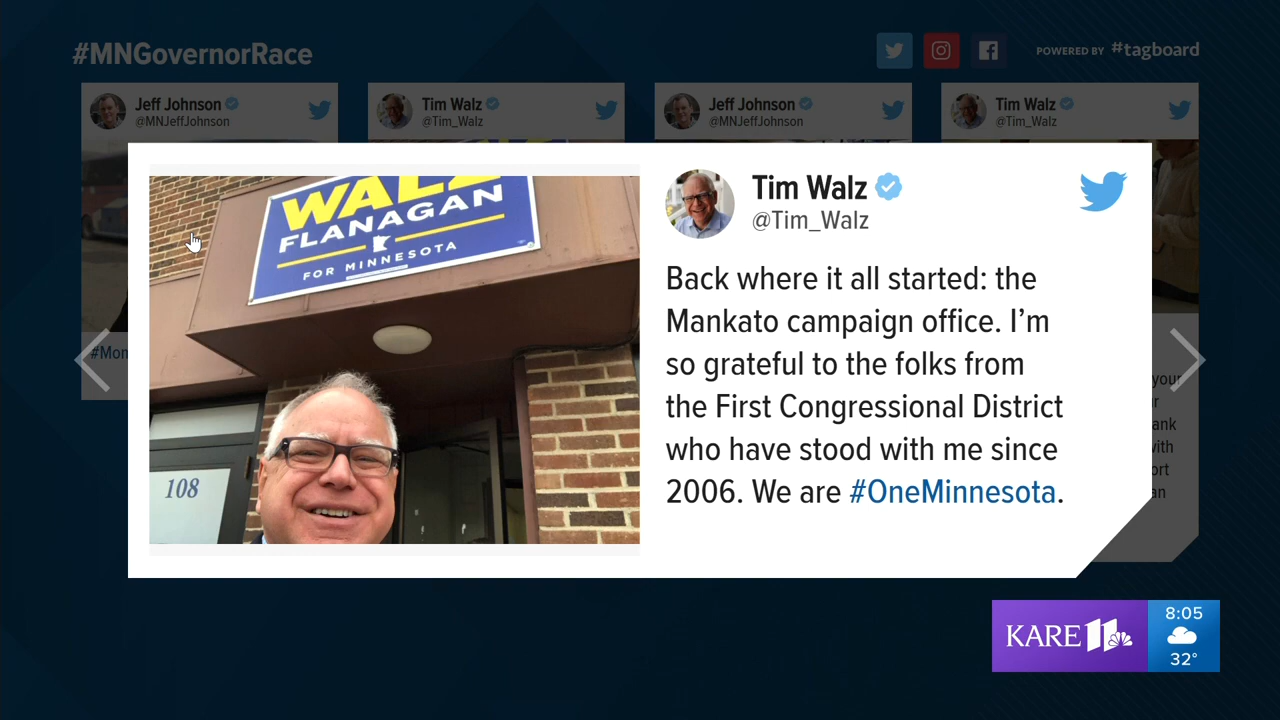 #MNGovernorRace
POWERED BY #tagboard
Jeff Johnson
@MNJeffJohnson
Tim Walz
@Tim_Walz
Jeff Johnson
@MNJeffJohnson
Tim Walz
@Tim_Walz
WALZ
FLANAGAN
FOR MINNESOTA
108
Tim Walz
@Tim_Walz
Back where it all started: the
Mankato campaign office. I’m
so grateful to the folks from
the First Congressional District
who have stood with me since
2006. We are #OneMinnesota.
#Mon
your
ort
KARE 11
8:05
32°